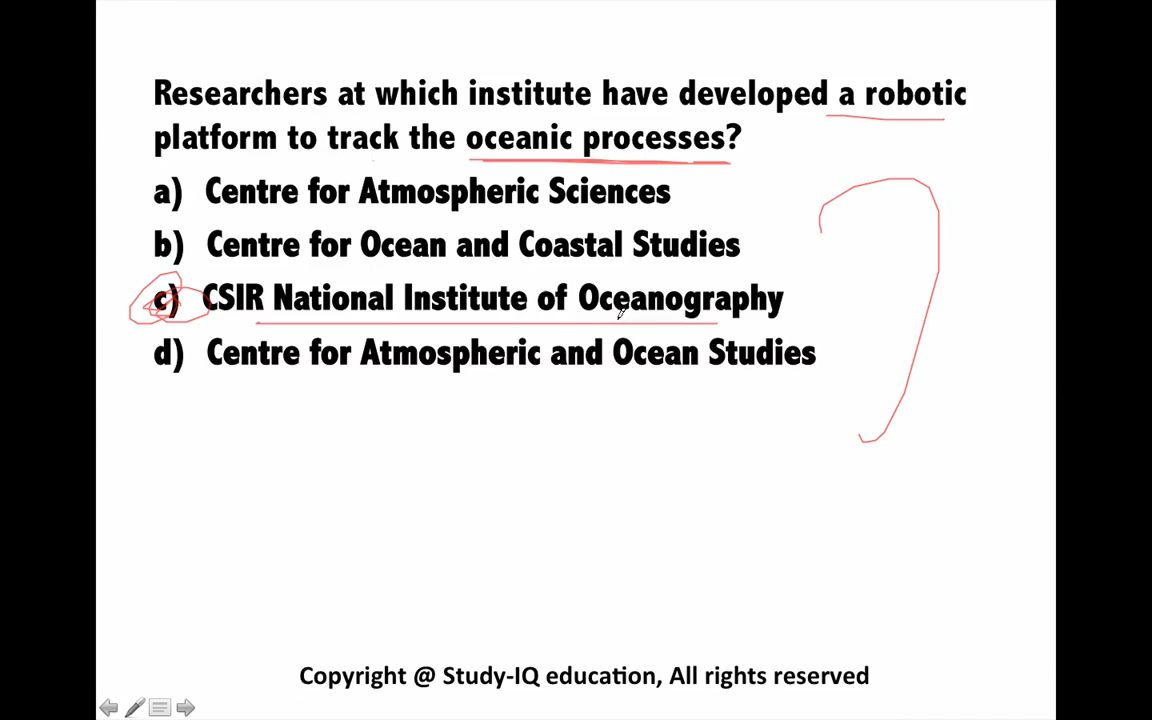 Researchers at which institute have developed a robotic
platform to track the oceanic processes?
a) Centre for Atmospheric Sciences
b) Centre for Ocean and Coastal Studies
c) CSIR National Institute of Oceanography
d) Centre for Atmospheric and Ocean Studies
Copyright @ Study-IQ education, All rights reserved